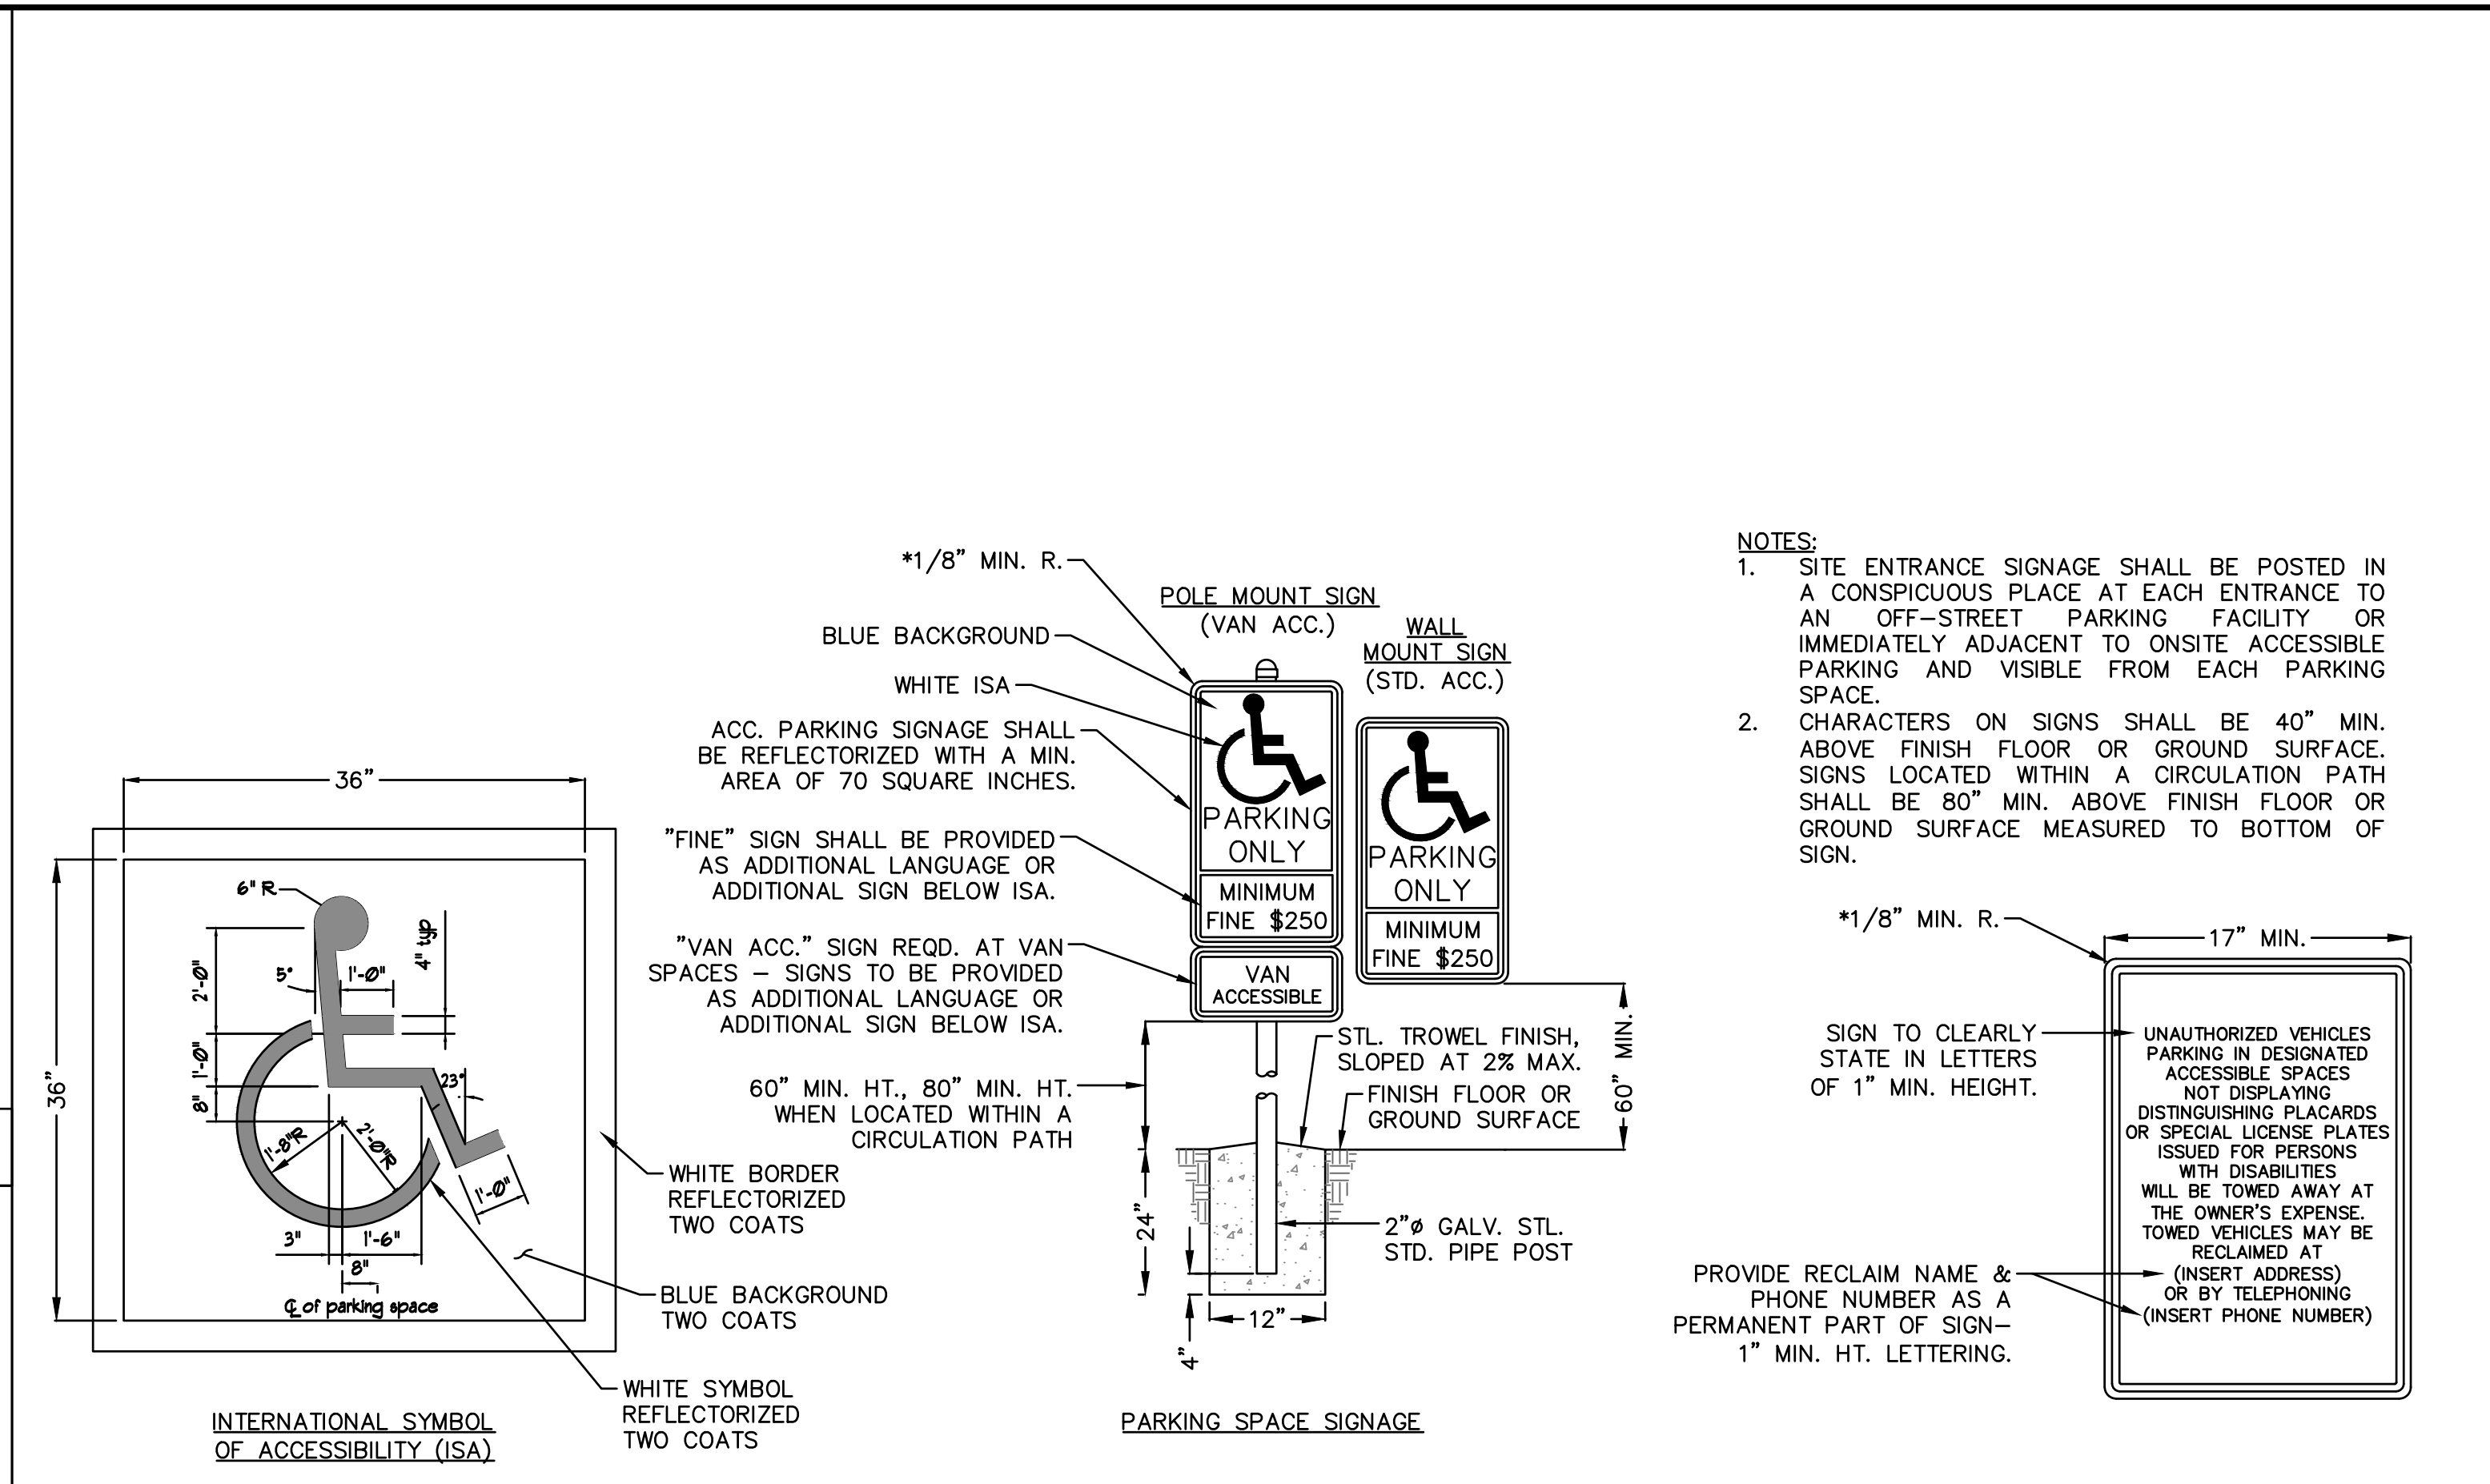 36”
36”
6" R
2'-0"
1'-0"
8"
5°
1'-0"
4" typ
23°
1'-8"R
2'-0"R
1'-0"
3"
1'-6"
8"
℄ of parking space
WHITE BORDER
REFLECTORIZED
TWO COATS
BLUE BACKGROUND
TWO COATS
WHITE SYMBOL
REFLECTORIZED
TWO COATS
INTERNATIONAL SYMBOL
OF ACCESSIBILITY (ISA)
*1/8” MIN. R.
BLUE BACKGROUND
WHITE ISA
ACC. PARKING SIGNAGE SHALL
BE REFLECTORIZED WITH A MIN.
AREA OF 70 SQUARE INCHES.
”FINE” SIGN SHALL BE PROVIDED
AS ADDITIONAL LANGUAGE OR
ADDITIONAL SIGN BELOW ISA.
”VAN ACC.” SIGN REQD. AT VAN
SPACES – SIGNS TO BE PROVIDED
AS ADDITIONAL LANGUAGE OR
ADDITIONAL SIGN BELOW ISA.
60” MIN. HT., 80” MIN. HT.
WHEN LOCATED WITHIN A
CIRCULATION PATH
POLE MOUNT SIGN
(VAN ACC.)
PARKING
ONLY
MINIMUM
FINE $250
VAN
ACCESSIBLE
WALL
MOUNT SIGN
(STD. ACC.)
PARKING
ONLY
MINIMUM
FINE $250
STL. TROWEL FINISH,
SLOPED AT 2% MAX.
FINISH FLOOR OR
GROUND SURFACE
60” MIN.
24”
2”ø GALV. STL.
STD. PIPE POST
12”
4”
PARKING SPACE SIGNAGE
NOTES:
1. SITE ENTRANCE SIGNAGE SHALL BE POSTED IN
A CONSPICUOUS PLACE AT EACH ENTRANCE TO
AN OFF–STREET PARKING FACILITY OR
IMMEDIATELY ADJACENT TO ONSITE ACCESSIBLE
PARKING AND VISIBLE FROM EACH PARKING
SPACE.
2. CHARACTERS ON SIGNS SHALL BE 40” MIN.
ABOVE FINISH FLOOR OR GROUND SURFACE.
SIGNS LOCATED WITHIN A CIRCULATION PATH
SHALL BE 80” MIN. ABOVE FINISH FLOOR OR
GROUND SURFACE MEASURED TO BOTTOM OF
SIGN.
*1/8” MIN. R.
17” MIN.
SIGN TO CLEARLY
STATE IN LETTERS
OF 1” MIN. HEIGHT.
PROVIDE RECLAIM NAME &
PHONE NUMBER AS A
PERMANENT PART OF SIGN–
1” MIN. HT. LETTERING.
UNAUTHORIZED VEHICLES
PARKING IN DESIGNATED
ACCESSIBLE SPACES
NOT DISPLAYING
DISTINGUISHING PLACARDS
OR SPECIAL LICENSE PLATES
ISSUED FOR PERSONS
WITH DISABILITIES
WILL BE TOWED AWAY AT
THE OWNER’S EXPENSE.
TOWED VEHICLES MAY BE
RECLAIMED AT
(INSERT ADDRESS)
OR BY TELEPHONING
(INSERT PHONE NUMBER)